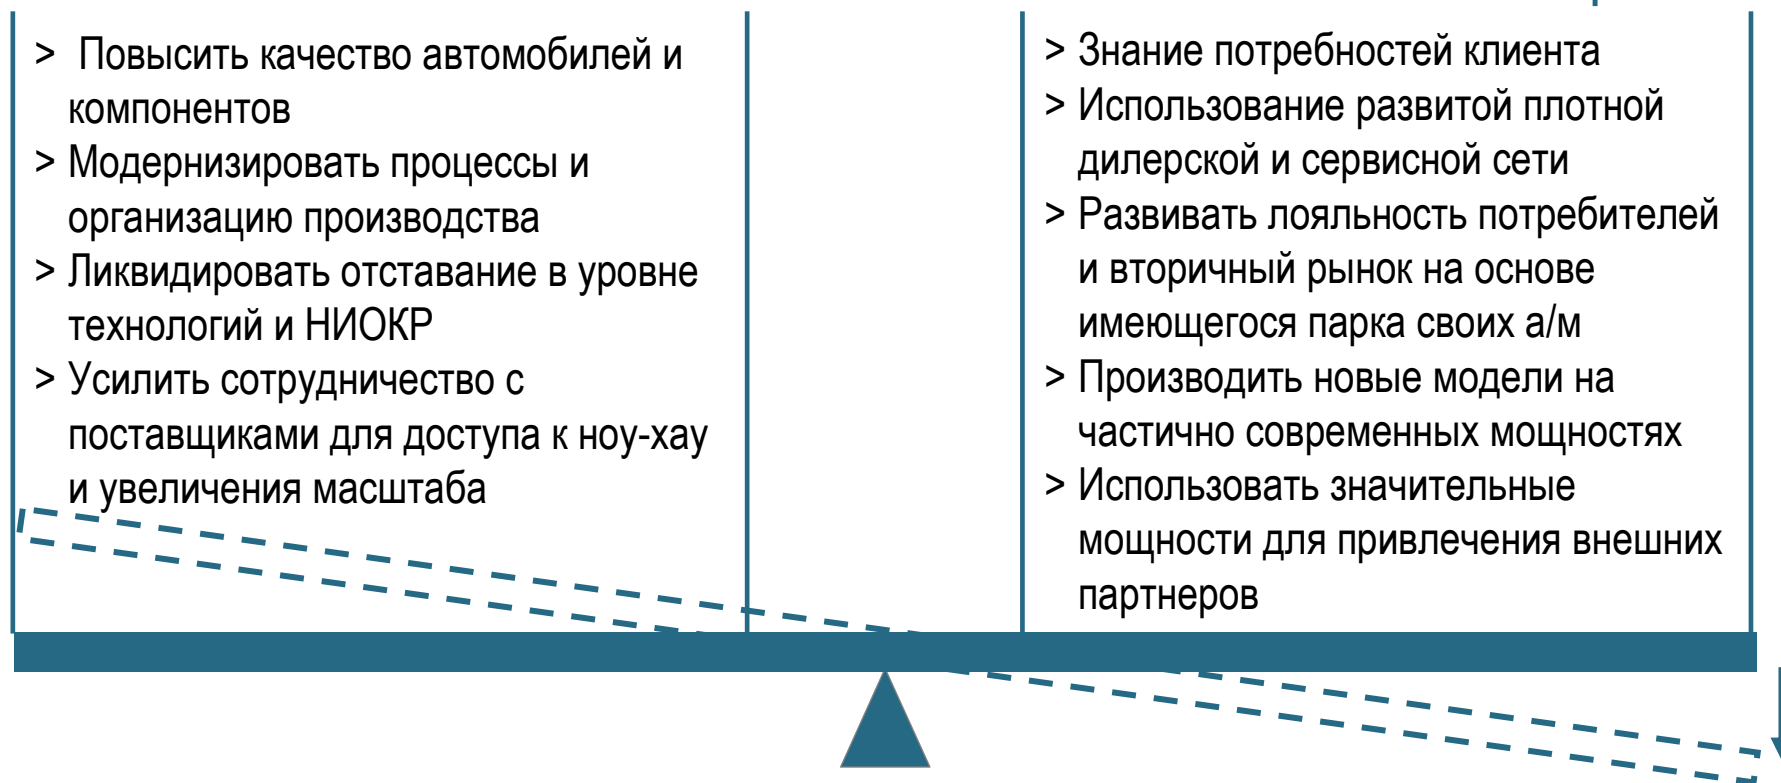 > Повысить качество автомобилей и
компонентов
> Модернизировать процессы и
организацию производства
> Ликвидировать отставание в уровне
технологий и НИОКР
> Усилить сотрудничество с
поставщиками для доступа к ноу-хау
и увеличения масштаба
> Знание потребностей клиента
> Использование развитой плотной
дилерской и сервисной сети
> Развивать лояльность потребителей
и вторичный рынок на основе
имеющегося парка своих а/м
> Производить новые модели на
частично современных мощностях
> Использовать значительные
мощности для привлечения внешних
партнеров